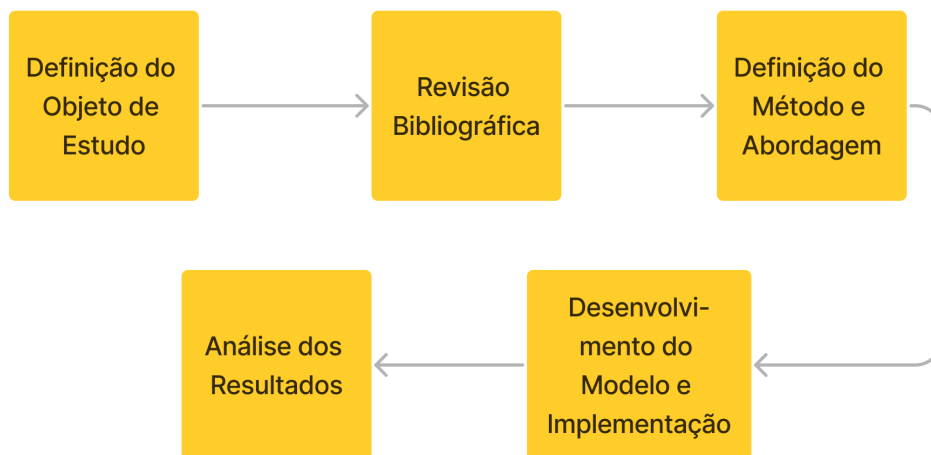 Definição do
Objeto de
Estudo
Revisão
Bibliográfica
Definição do
Método e
Abordagem
Desenvolvi-
mento do
Modelo e
Implementação
Análise dos
Resultados